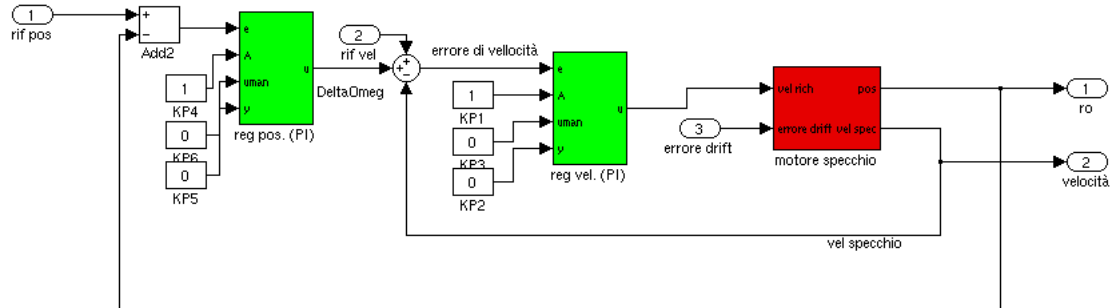 1
rif pos
+
−
Add2
e
A
uman
y
u
reg pos. (PI)
1
KP4
0
KP6
0
KP5
DeltaOmeg
2
rif vel
+
+
−
errore di vellocità
1
KP1
0
KP3
0
KP2
e
A
uman
y
u
reg vel. (PI)
3
errore drift
vel rich
pos
errore drift
vel spec
motore specchio
1
ro
2
velocità
vel specchio